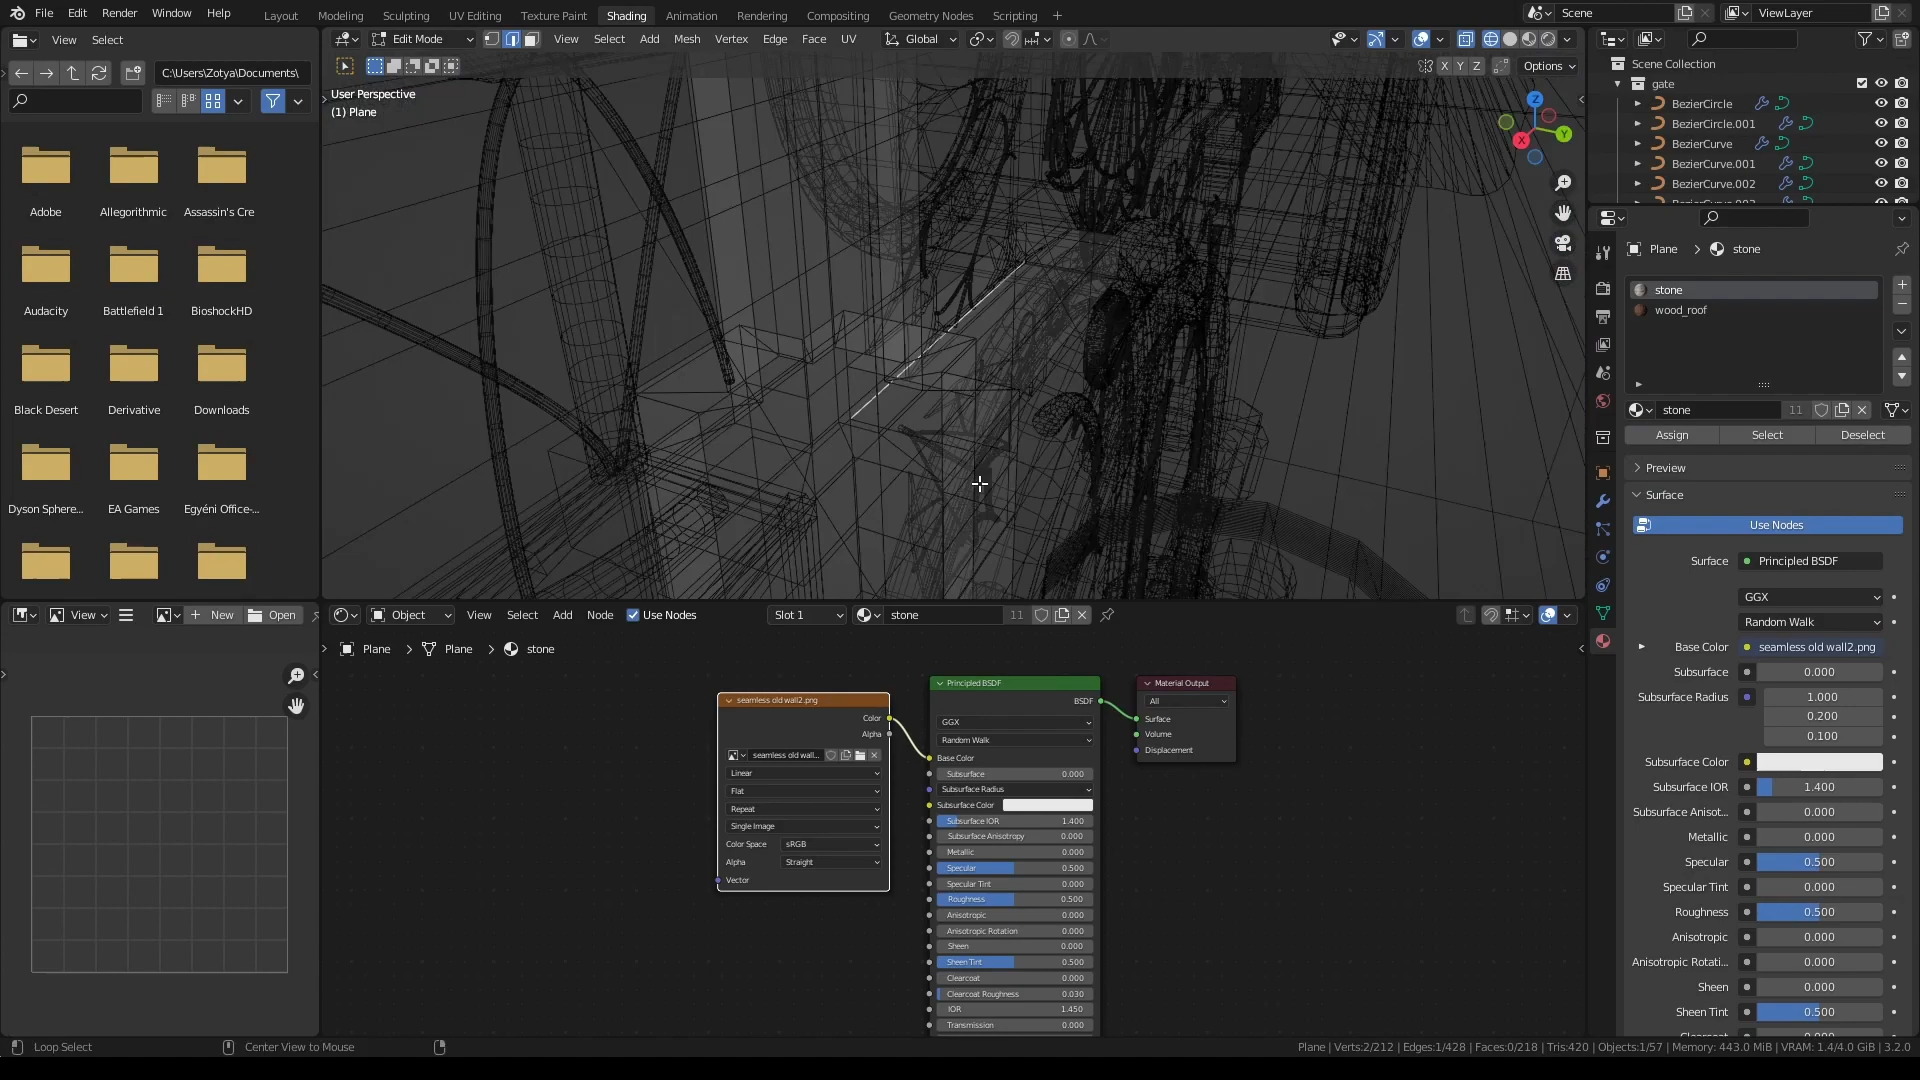 File Edit Render Window Help Layout Modeling Sculpting UV Editing Texture Paint Shading Animation Rendering Compositing Geometry Nodes Scripting + Scene ViewLayer
View Select Edit Mode View Select Add Mesh Vertex Edge Face UV Global
C:\Users\Zotya\Documents\ X Y Z Options
User Perspective
(1) Plane
Z
Y
X
Adobe Allegorithmic Assassin's Cre
Audacity Battlefield 1 BioshockHD
Black Desert Derivative Downloads
Dyson Sphere... EA Games Egyéni Office-...
Scene Collection
gate
BezierCircle
BezierCircle.001
BezierCurve
BezierCurve.001
BezierCurve.002
Plane > stone
stone
wood_roof
stone 11
Assign Select Deselect
Preview
Surface
Use Nodes
Surface Principled BSDF
GGX
Random Walk
Base Color seamless old wall2.png
Subsurface 0.000
Subsurface Radius 1.000
0.200
0.100
Subsurface Color
Subsurface IOR 1.400
Subsurface Anisot... 0.000
Metallic 0.000
Specular 0.500
Specular Tint 0.000
Roughness 0.500
Anisotropic 0.000
Anisotropic Rotati... 0.000
Sheen 0.000
Sheen Tint 0.500
View New Open
Object View Select Add Node Use Nodes Slot 1 stone 11
Plane > Plane > stone
seamless old wall2.png
Color
Alpha
seamless old wall...
Linear
Flat
Repeat
Single Image
Color Space sRGB
Alpha Straight
Vector
Principled BSDF
BSDF
GGX
Random Walk
Base Color
Subsurface 0.000
Subsurface Radius
Subsurface Color
Subsurface IOR 1.400
Subsurface Anisotropy 0.000
Metallic 0.000
Specular 0.500
Specular Tint 0.000
Roughness 0.500
Anisotropic 0.000
Anisotropic Rotation 0.000
Sheen 0.000
Sheen Tint 0.500
Clearcoat 0.000
Clearcoat Roughness 0.030
IOR 1.450
Transmission 0.000
Material Output
All
Surface
Volume
Displacement
Loop Select Center View to Mouse Plane | Verts:2/212 | Edges:1/428 | Faces:0/218 | Tris:420 | Objects:1/57 | Memory: 443.0 MiB | VRAM: 1.4/4.0 GiB | 3.2.0